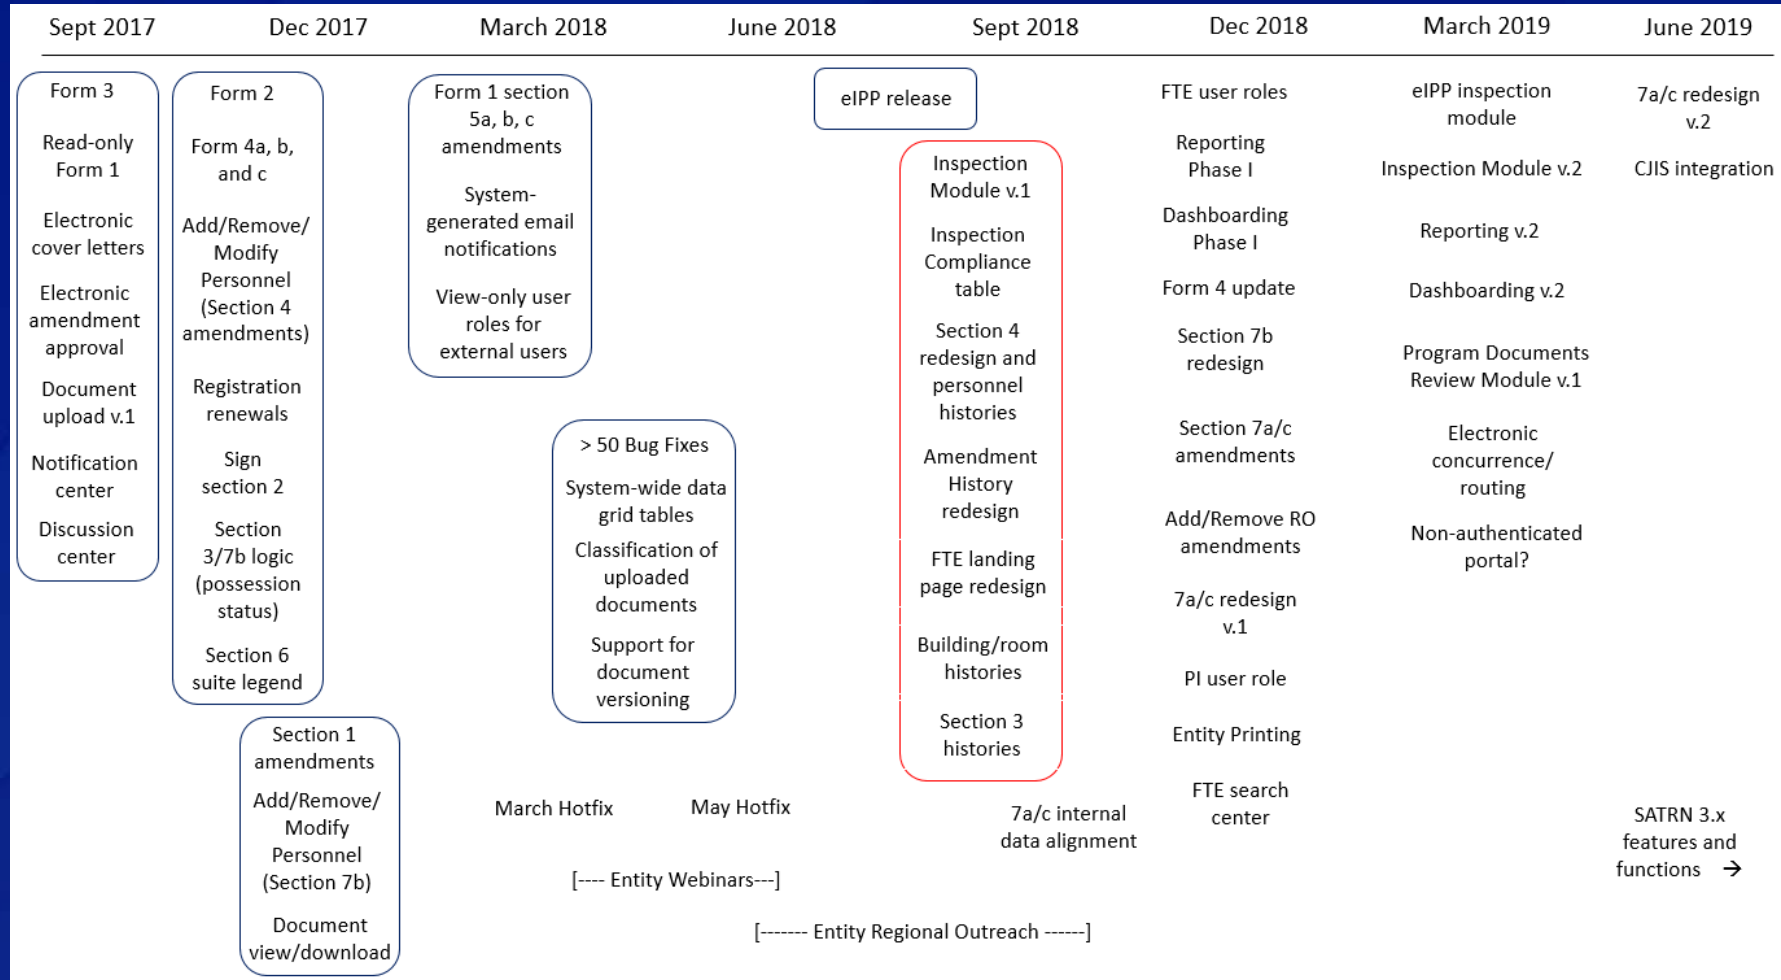 Sept 2017
Dec 2017
March 2018
June 2018
Sept 2018
Dec 2018
March 2019
June 2019
Form 3
Read-only
Form 1
Electronic
cover letters
Electronic
amendment
approval
Document
upload v.1
Notification
center
Discussion
center
Form 2
Form 4a, b,
and c
Add/Remove/
Modify
Personnel
(Section 4
amendments)
Registration
renewals
Sign
section 2
Section
3/7b logic
(possession
status)
Section 6
suite legend
Section 1
amendments
Add/Remove/
Modify
Personnel
(Section 7b)
Document
view/download
Form 1 section
5a, b, c
amendments
System-
generated email
notifications
View-only user
roles for
external users
> 50 Bug Fixes
System-wide data
grid tables
Classification of
uploaded
documents
Support for
document
versioning
March Hotfix
May Hotfix
[---- Entity Webinars---]
[------- Entity Regional Outreach ------]
eIPP release
Inspection
Module v.1
Inspection
Compliance
table
Section 4
redesign and
personnel
histories
Amendment
History
redesign
FTE landing
page redesign
Building/room
histories
Section 3
histories
7a/c internal
data alignment
FTE user roles
Reporting
Phase I
Dashboarding
Phase I
Form 4 update
Section 7b
redesign
Section 7a/c
amendments
Add/Remove RO
amendments
7a/c redesign
v.1
PI user role
Entity Printing
FTE search
center
eIPP inspection
module
Inspection Module v.2
Reporting v.2
Dashboarding v.2
Program Documents
Review Module v.1
Electronic
concurrence/
routing
Non-authenticated
portal?
7a/c redesign
v.2
CJIS integration
SATRN 3.x
features and
functions →